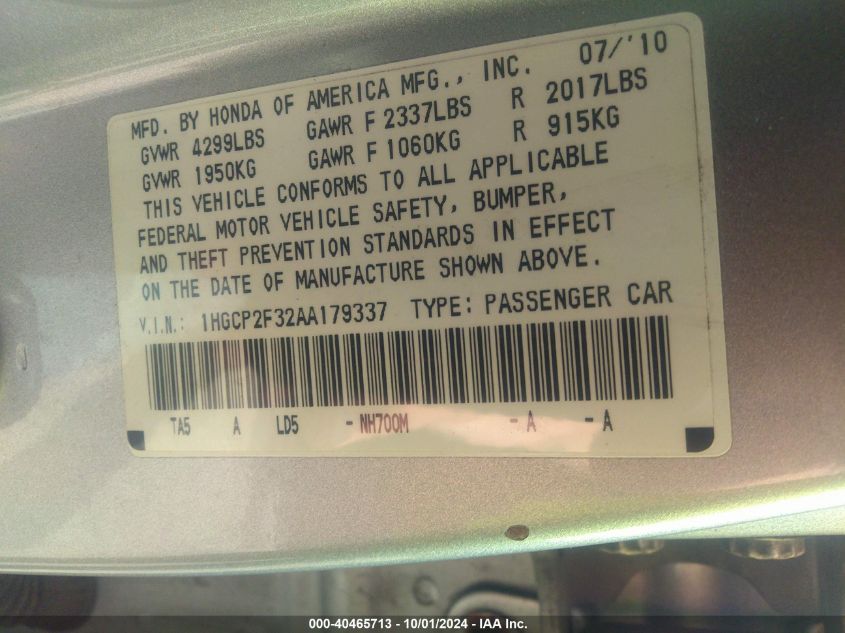 MFD. BY HONDA OF AMERICA MFG., INC. 07/'10
GVWR 4299LBS GAWR F 2337LBS R 2017LBS
GVWR 1950KG GAWR F 1060KG R 915KG
THIS VEHICLE CONFORMS TO ALL APPLICABLE
FEDERAL MOTOR VEHICLE SAFETY, BUMPER,
AND THEFT PREVENTION STANDARDS IN EFFECT
ON THE DATE OF MANUFACTURE SHOWN ABOVE.
V.I.N.: 1HGCP2F32AA179337 TYPE: PASSENGER CAR
TA5 A LD5 - NH700M - A - A
000-40465713 - 10/01/2024 - IAA Inc.